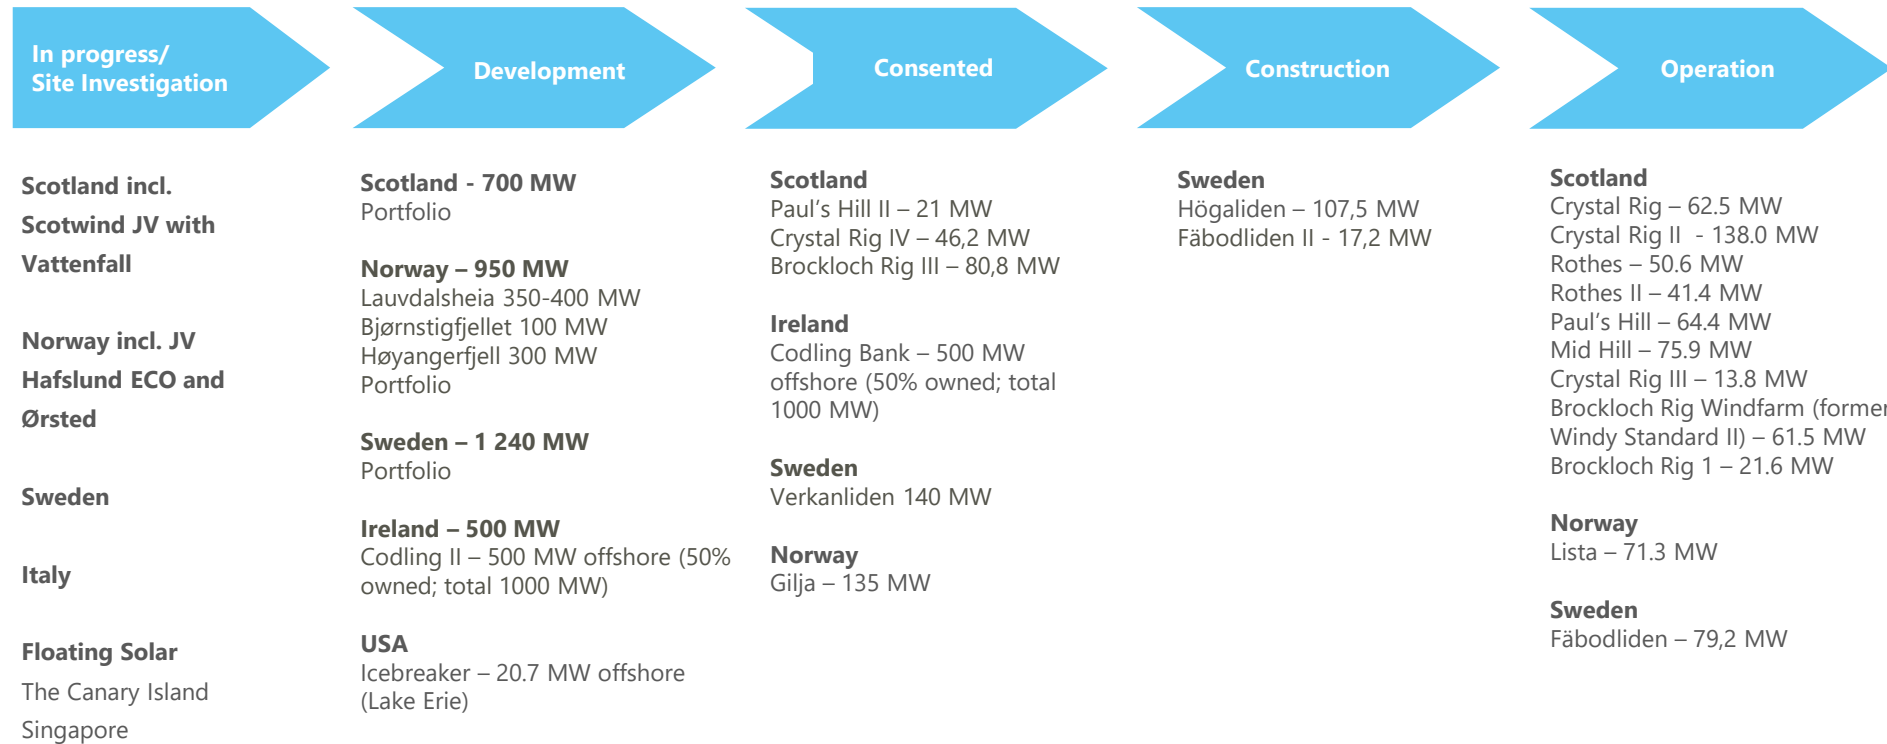 In progress/
Site Investigation
Scotland incl.
Scotwind JV with
Vattenfall
Norway incl. JV
Hafslund ECO and
Ørsted
Sweden
Italy
Floating Solar
The Canary Island
Singapore
Development
Scotland - 700 MW
Portfolio
Norway – 950 MW
Lauvdalsheia 350-400 MW
Bjørnstigfjellet 100 MW
Høyangerfjell 300 MW
Portfolio
Sweden – 1 240 MW
Portfolio
Ireland – 500 MW
Codling II – 500 MW offshore (50%
owned; total 1000 MW)
USA
Icebreaker – 20.7 MW offshore
(Lake Erie)
Consented
Scotland
Paul's Hill II – 21 MW
Crystal Rig IV – 46,2 MW
Brockloch Rig III – 80,8 MW
Ireland
Codling Bank – 500 MW
offshore (50% owned; total
1000 MW)
Sweden
Verkanliden 140 MW
Norway
Gilja – 135 MW
Construction
Sweden
Högaliden – 107,5 MW
Fäbodliden II - 17,2 MW
Operation
Scotland
Crystal Rig – 62.5 MW
Crystal Rig II  - 138.0 MW
Rothes – 50.6 MW
Rothes II – 41.4 MW
Paul's Hill – 64.4 MW
Mid Hill – 75.9 MW
Crystal Rig III – 13.8 MW
Brockloch Rig Windfarm (former
Windy Standard II) – 61.5 MW
Brockloch Rig 1 – 21.6 MW
Norway
Lista – 71.3 MW
Sweden
Fäbodliden – 79,2 MW